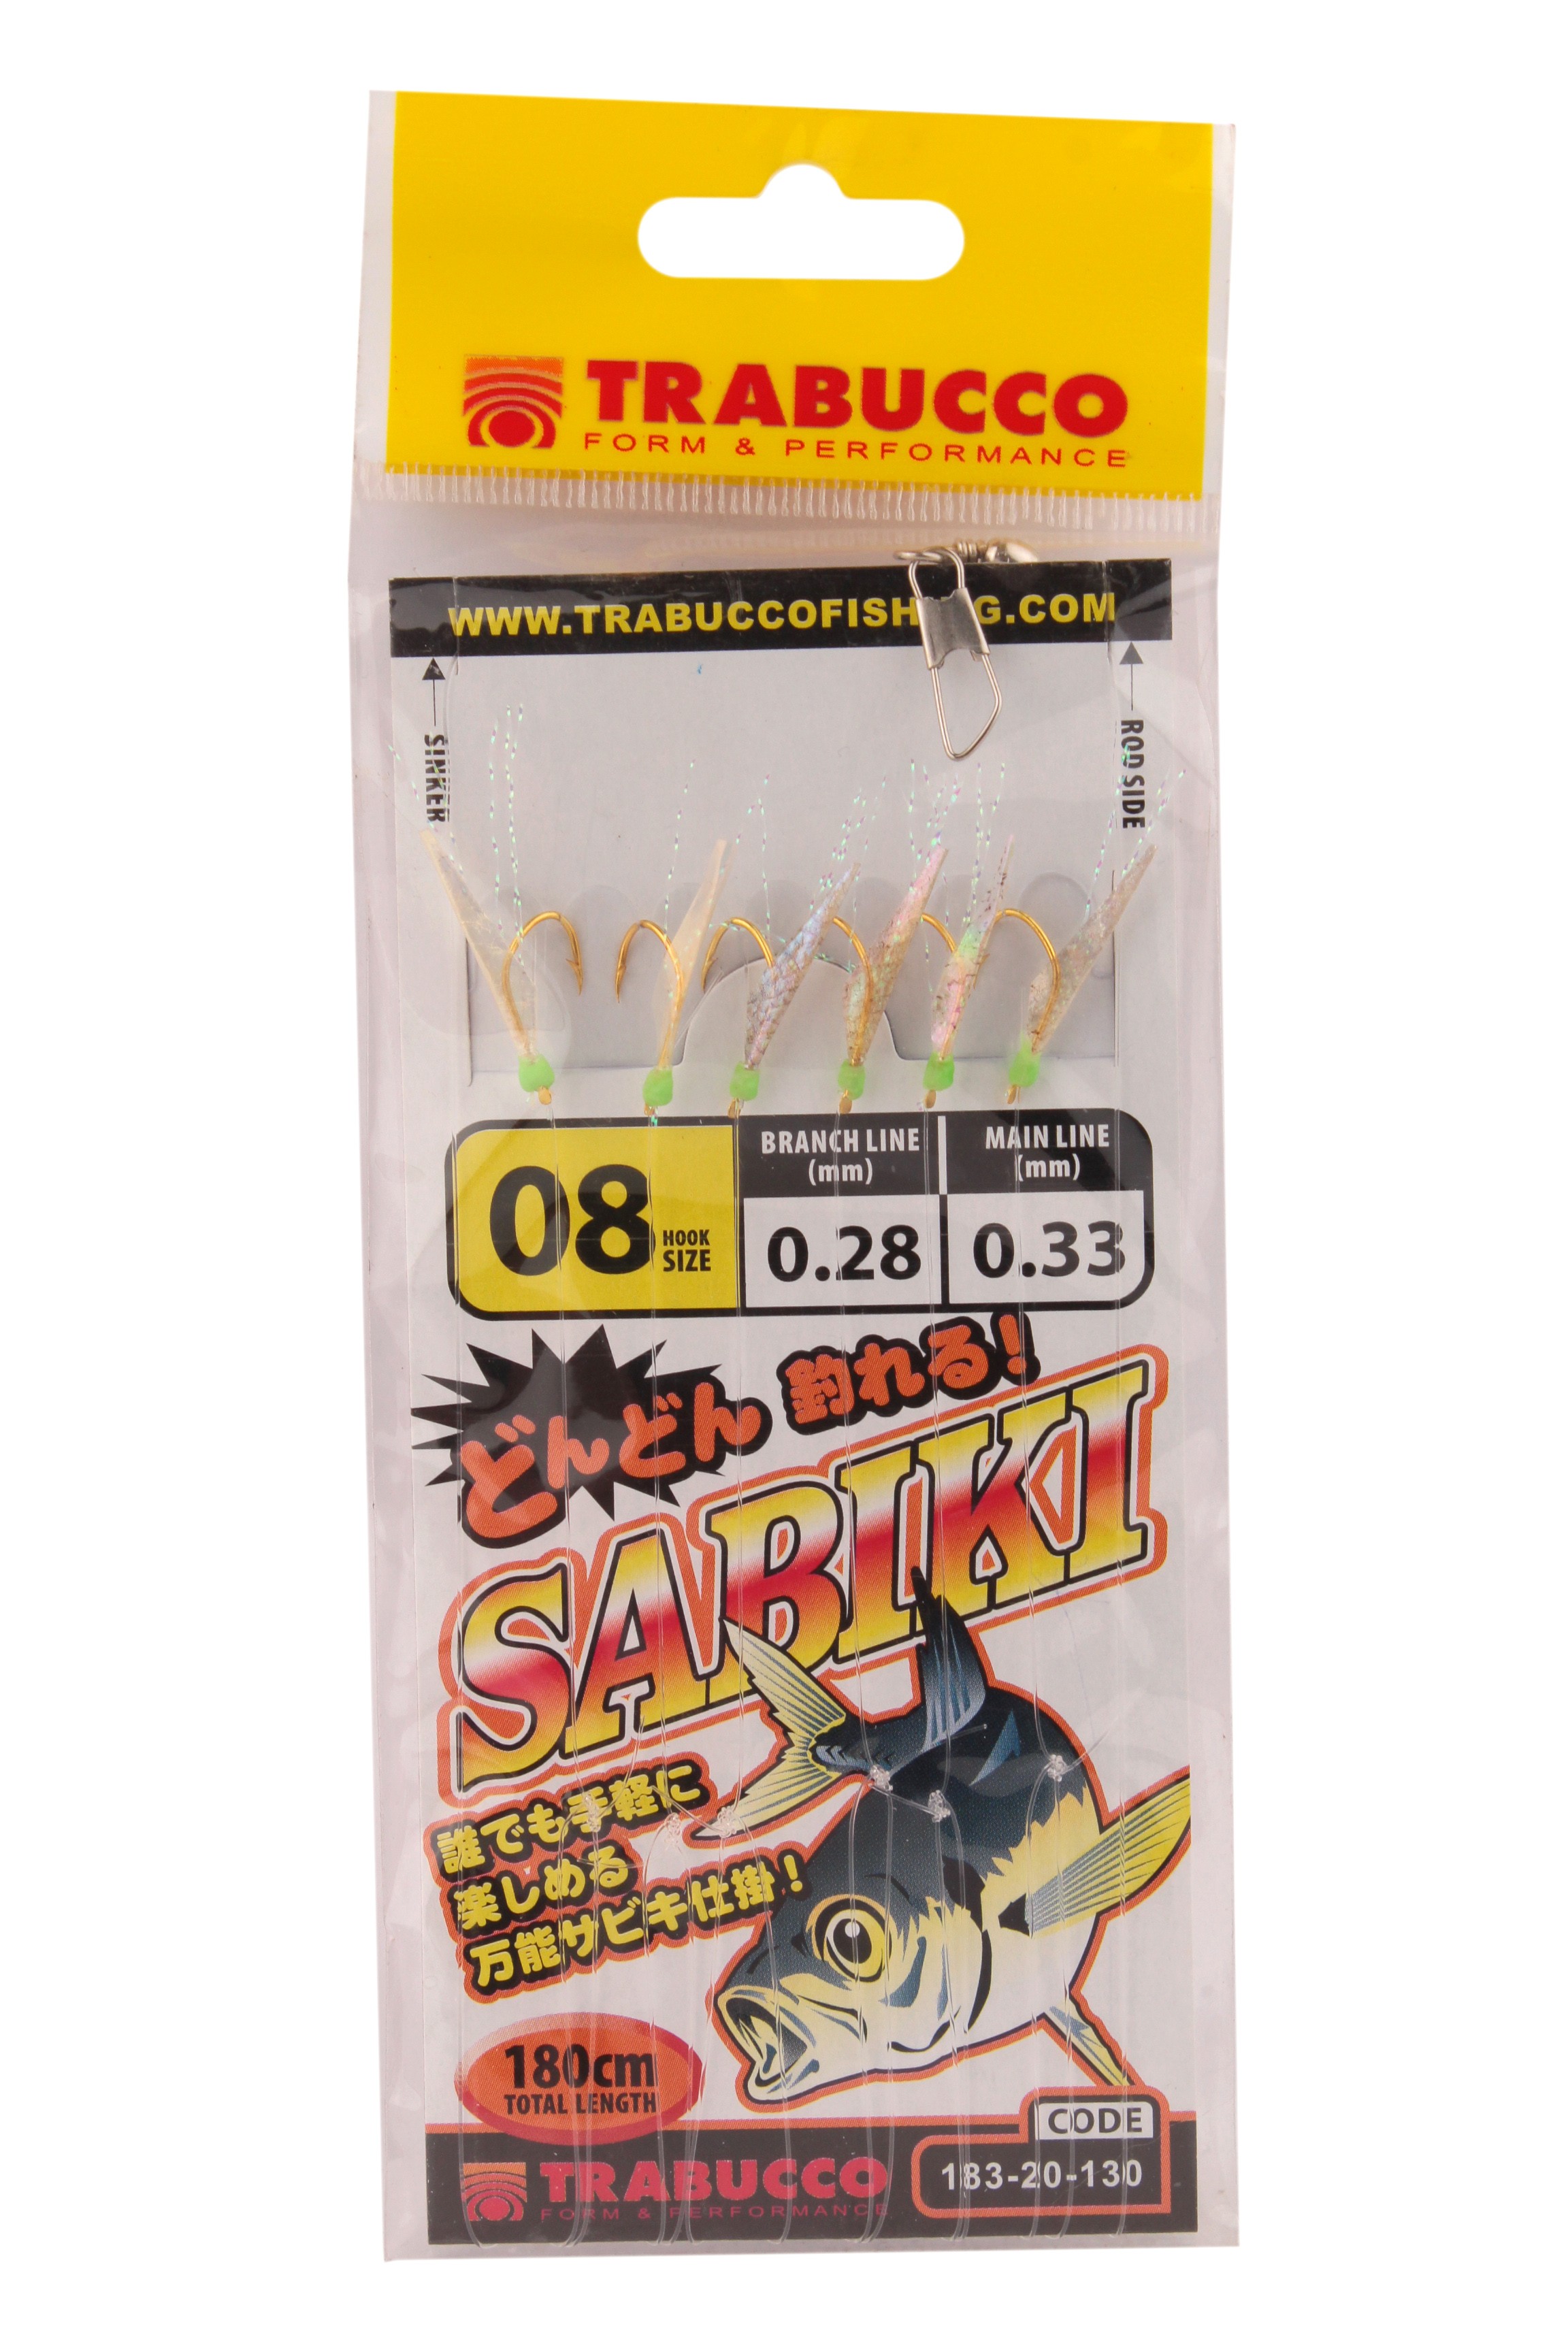 TRABUCCO
FORM & PERFORMANCE
WWW.TRABUCCOFISHING.COM
SINKER
ROD SIDE
08 HOOK SIZE
BRANCH LINE (mm)
0.28
MAIN LINE (mm)
0.33
どんどん 釣れる!
SABIKI
誰でも手軽に
楽しめる
万能サビキ仕掛!
180cm
TOTAL LENGTH
CODE
183-20-130
TRABUCCO
FORM & PERFORMANCE